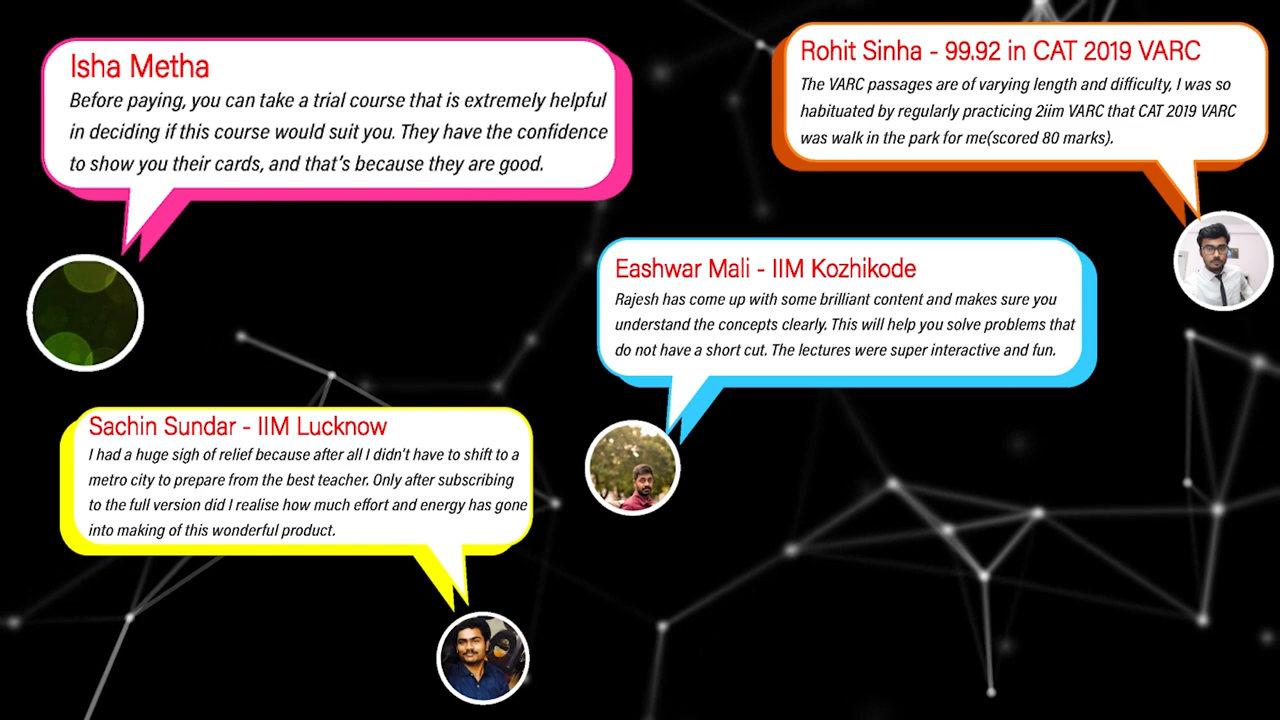 Isha Metha
Before paying, you can take a trial course that is extremely helpful
in deciding if this course would suit you. They have the confidence
to show you their cards, and that's because they are good.
Rohit Sinha - 99.92 in CAT 2019 VARC
The VARC passages are of varying length and difficulty, I was so
habituated by regularly practicing 2iim VARC that CAT 2019 VARC
was walk in the park for me(scored 80 marks).
Eashwar Mali - IIM Kozhikode
Rajesh has come up with some brilliant content and makes sure you
understand the concepts clearly. This will help you solve problems that
do not have a short cut. The lectures were super interactive and fun.
Sachin Sundar - IIM Lucknow
I had a huge sigh of relief because after all I didn't have to shift to a
metro city to prepare from the best teacher. Only after subscribing
to the full version did I realise how much effort and energy has gone
into making of this wonderful product.